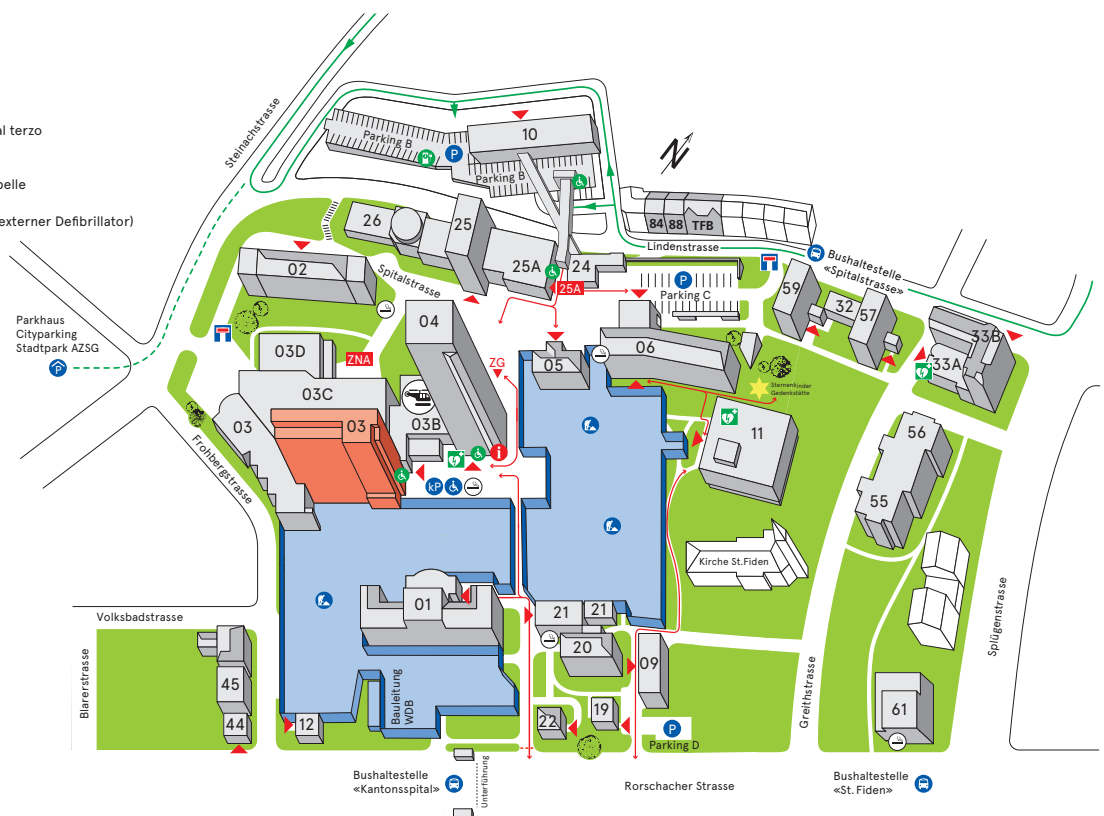 al terzo
belle
externer Defibrillator)
Steinachstrasse
Parking B
P
10
Parking B
N
84
88
TFB
Lindenstrasse
Bushaltestelle
«Spitalstrasse»
26
25
25A
24
25A
P
Parking C
02
Spitalstrasse
59
32
57
33B
33A
Parkhaus
Cityparking
Stadtpark AZSG
P
04
03D
ZNA
ZG
05
06
Sternenkinder
Gedenkstätte
03C
03
03
03B
i
kP
11
56
55
Frohbergstrasse
Kirche St.Fiden
Volksbadstrasse
01
21
21
20
09
Blarerstrasse
45
44
12
Bauleitung
WDB
22
19
P
Parking D
Greithstrasse
Splügenstrasse
61
Bushaltestelle
«Kantonsspital»
Unterführung
Rorschacher Strasse
Bushaltestelle
«St. Fiden»